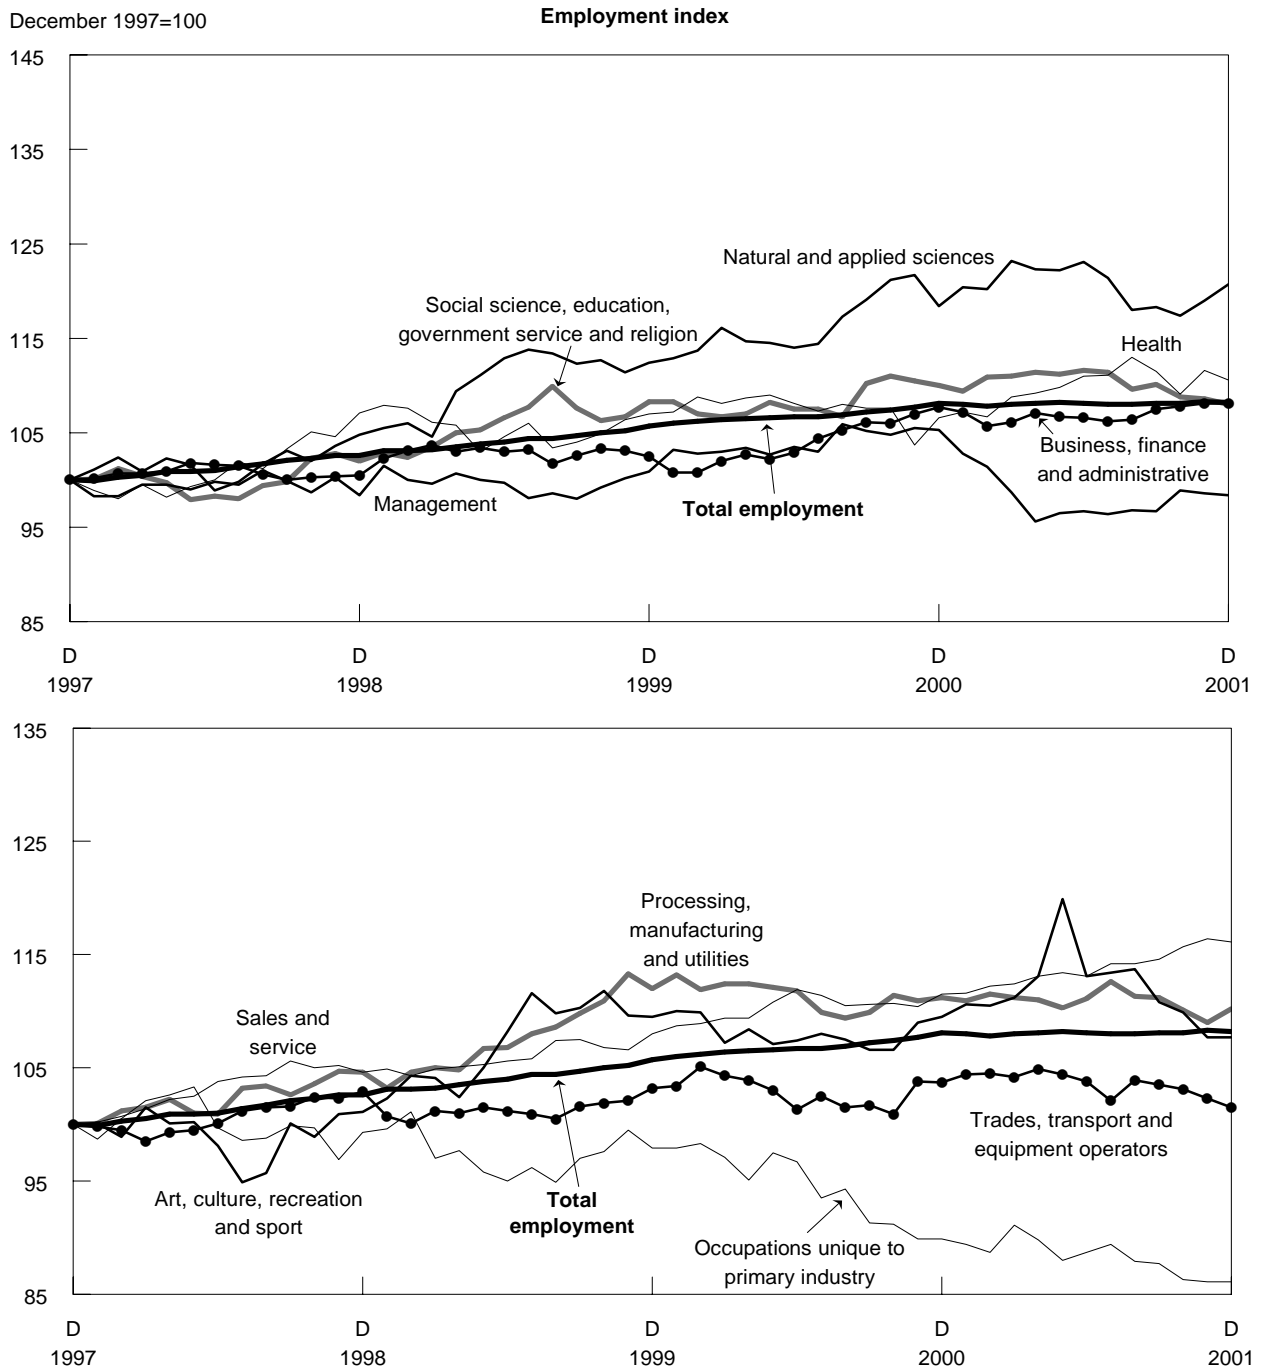 Employment index
December 1997=100
145
135
125
115
105
95
85
Natural and applied sciences
Social science, education,
government service and religion
Health
Business, finance
and administrative
Management
Total employment
D
D
D
D
D
1997
1998
1999
2000
2001
135
125
115
105
95
85
Processing,
manufacturing
and utilities
Sales and
service
Trades, transport and
equipment operators
Art, culture, recreation
and sport
Total
employment
Occupations unique to
primary industry
D
D
D
D
D
1997
1998
1999
2000
2001